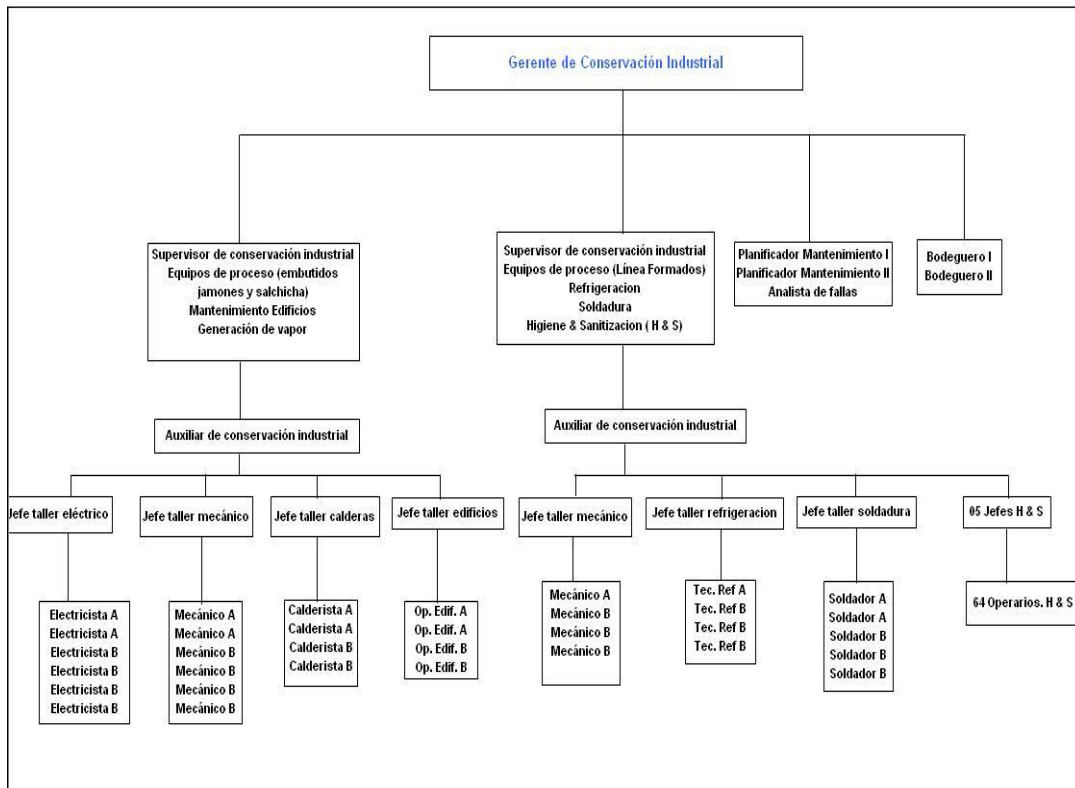 Gerente de Conservación Industrial
Supervisor de conservación industrial
Equipos de proceso (embutidos
jamones y salchicha)
Mantenimiento Edificios
Generación de vapor
Supervisor de conservación industrial
Equipos de proceso (Línea Formados)
Refrigeracion
Soldadura
Higiene & Sanitizacion ( H & S)
Planificador Mantenimiento I
Planificador Mantenimiento II
Analista de fallas
Bodeguero I
Bodeguero II
Auxiliar de conservación industrial
Auxiliar de conservación industrial
Jefe taller eléctrico
Jefe taller mecánico
Jefe taller calderas
Jefe taller edificios
Jefe taller mecánico
Jefe taller refrigeracion
Jefe taller soldadura
05 Jefes H & S
Electricista A
Electricista A
Electricista B
Electricista B
Electricista B
Electricista B
Mecánico A
Mecánico A
Mecánico B
Mecánico B
Mecánico B
Mecánico B
Calderista A
Calderista A
Calderista B
Calderista B
Op. Edif. A
Op. Edif. A
Op. Edif. B
Op. Edif. B
Mecánico A
Mecánico B
Mecánico B
Mecánico B
Tec. Ref A
Tec. Ref B
Tec. Ref B
Tec. Ref B
Soldador A
Soldador A
Soldador B
Soldador B
Soldador B
64 Operarios. H & S